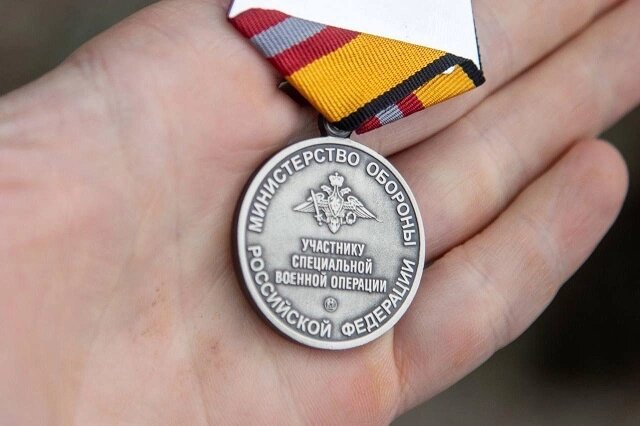 МИНИСТЕРСТВО ОБОРОНЫ
УЧАСТНИКУ
СПЕЦИАЛЬНОЙ
ВОЕННОЙ ОПЕРАЦИИ
РОССИЙСКОЙ ФЕДЕРАЦИИ